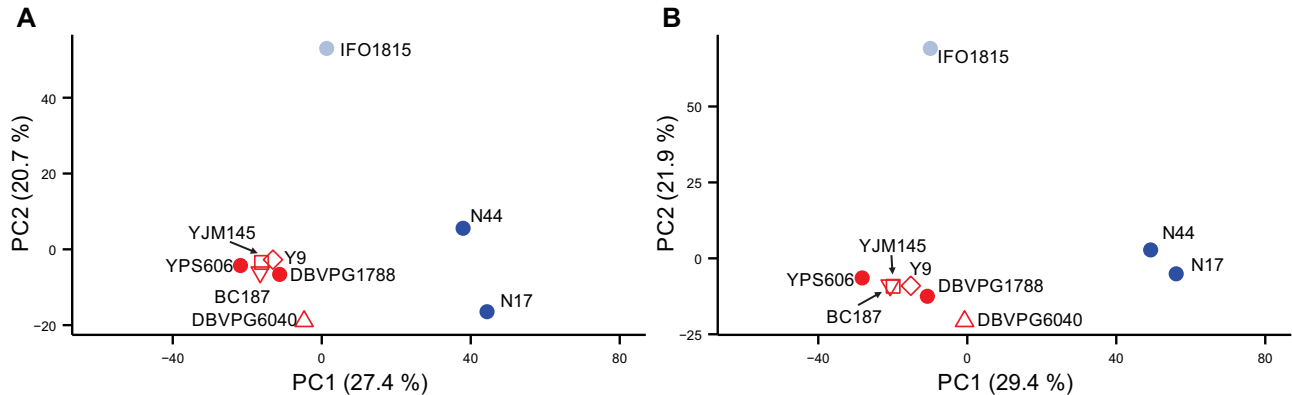 A
IFO1815
40
20
0
−20
N44
YJM145
Y9
YPS606
DBVPG1788
BC187
N17
DBVPG6040
−40
0
40
80
PC1 (27.4 %)
PC2 (20.7 %)
B
IFO1815
50
25
0
−25
N44
YJM145
N17
Y9
YPS606
DBVPG1788
BC187
DBVPG6040
−40
0
40
80
PC1 (29.4 %)
PC2 (21.9 %)